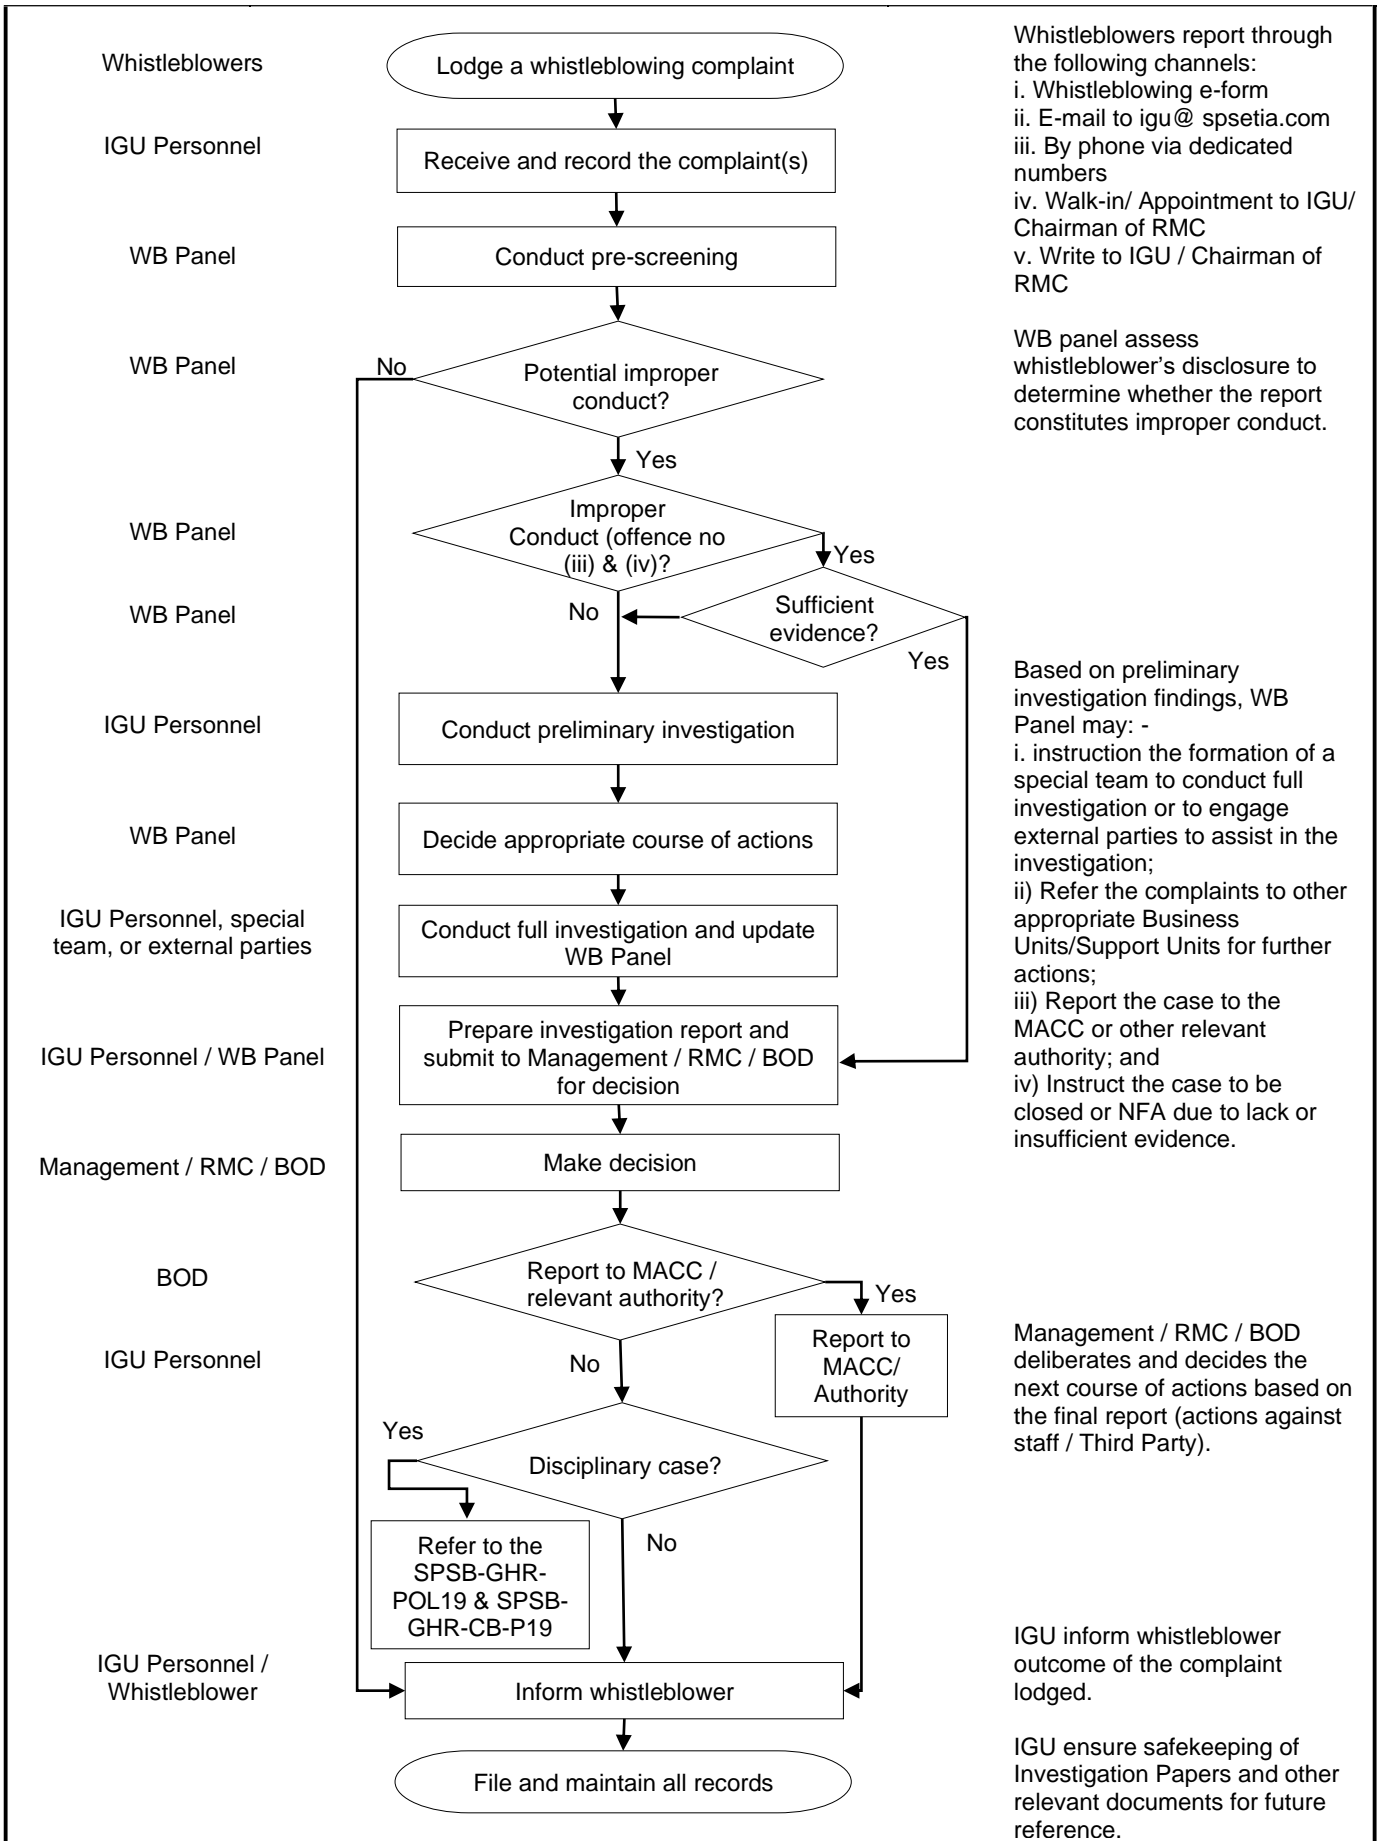 Whistleblowers
Lodge a whistleblowing complaint
Whistleblowers report through
the following channels:
i. Whistleblowing e-form
ii. E-mail to igu@ spsetia.com
iii. By phone via dedicated
numbers
iv. Walk-in/ Appointment to IGU/
Chairman of RMC
v. Write to IGU / Chairman of
RMC
IGU Personnel
Receive and record the complaint(s)
WB Panel
Conduct pre-screening
WB Panel
No
Potential improper
conduct?
Yes
WB panel assess
whistleblower’s disclosure to
determine whether the report
constitutes improper conduct.
WB Panel
Improper
Conduct (offence no
(iii) & (iv)?
Yes
WB Panel
No
Sufficient
evidence?
Yes
IGU Personnel
Conduct preliminary investigation
Based on preliminary
investigation findings, WB
Panel may: -
i. instruction the formation of a
special team to conduct full
investigation or to engage
external parties to assist in the
investigation;
ii) Refer the complaints to other
appropriate Business
Units/Support Units for further
actions;
iii) Report the case to the
MACC or other relevant
authority; and
iv) Instruct the case to be
closed or NFA due to lack or
insufficient evidence.
WB Panel
Decide appropriate course of actions
IGU Personnel, special
team, or external parties
Conduct full investigation and update
WB Panel
IGU Personnel / WB Panel
Prepare investigation report and
submit to Management / RMC / BOD
for decision
Management / RMC / BOD
Make decision
BOD
Report to MACC /
relevant authority?
Yes
IGU Personnel
No
Report to
MACC/
Authority
Management / RMC / BOD
deliberates and decides the
next course of actions based on
the final report (actions against
staff / Third Party).
Yes
Disciplinary case?
No
Refer to the
SPSB-GHR-
POL19 & SPSB-
GHR-CB-P19
IGU Personnel /
Whistleblower
Inform whistleblower
IGU inform whistleblower
outcome of the complaint
lodged.
File and maintain all records
IGU ensure safekeeping of
Investigation Papers and other
relevant documents for future
reference.